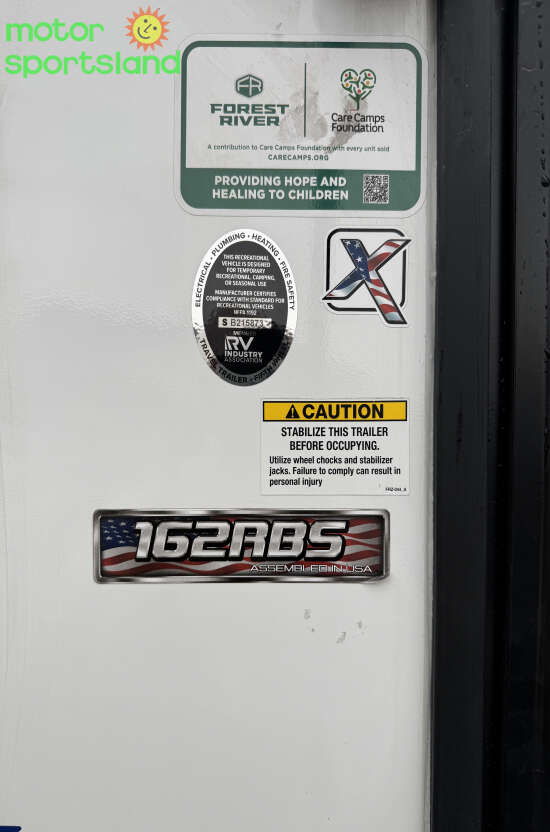 motor
sportsland
FR
FOREST
RIVER
Care Camps
Foundation
A contribution to Care Camps Foundation with every unit sold
CARECAMPS.ORG
PROVIDING HOPE AND
HEALING TO CHILDREN
ELECTRICAL • PLUMBING • HEATING • FIRE SAFETY
THIS RECREATIONAL
VEHICLE IS DESIGNED
FOR TEMPORARY
RECREATIONAL, CAMPING,
OR SEASONAL USE
MANUFACTURER CERTIFIES
COMPLIANCE WITH STANDARD FOR
RECREATIONAL VEHICLES
NFPA 1192
S B215873
RV
INDUSTRY
ASSOCIATION
TRAVEL TRAILER • FIFTH
X
CAUTION
STABILIZE THIS TRAILER
BEFORE OCCUPYING.
Utilize wheel chocks and stabilizer
jacks. Failure to comply can result in
personal injury
162RBS
ASSEMBLED IN USA